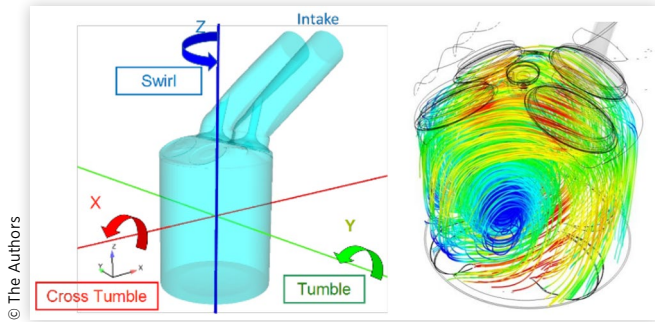 Intake
Z
Swirl
X
Y
Z
Y
X
Cross Tumble
Tumble
© The Authors